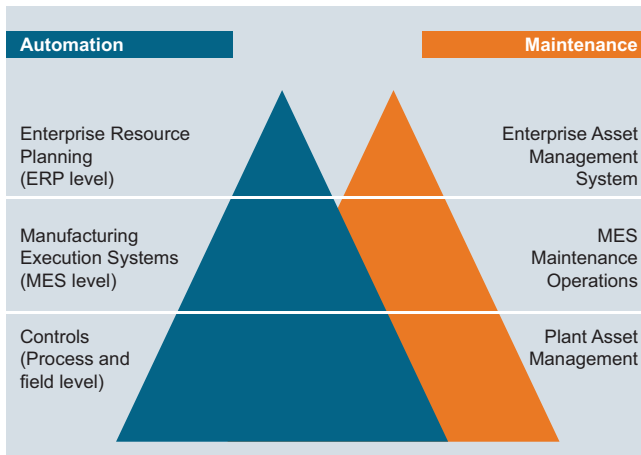 Automation
Maintenance
Enterprise Resource
Planning
(ERP level)
Enterprise Asset
Management
System
Manufacturing
Execution Systems
(MES level)
MES
Maintenance
Operations
Controls
(Process and
field level)
Plant Asset
Management